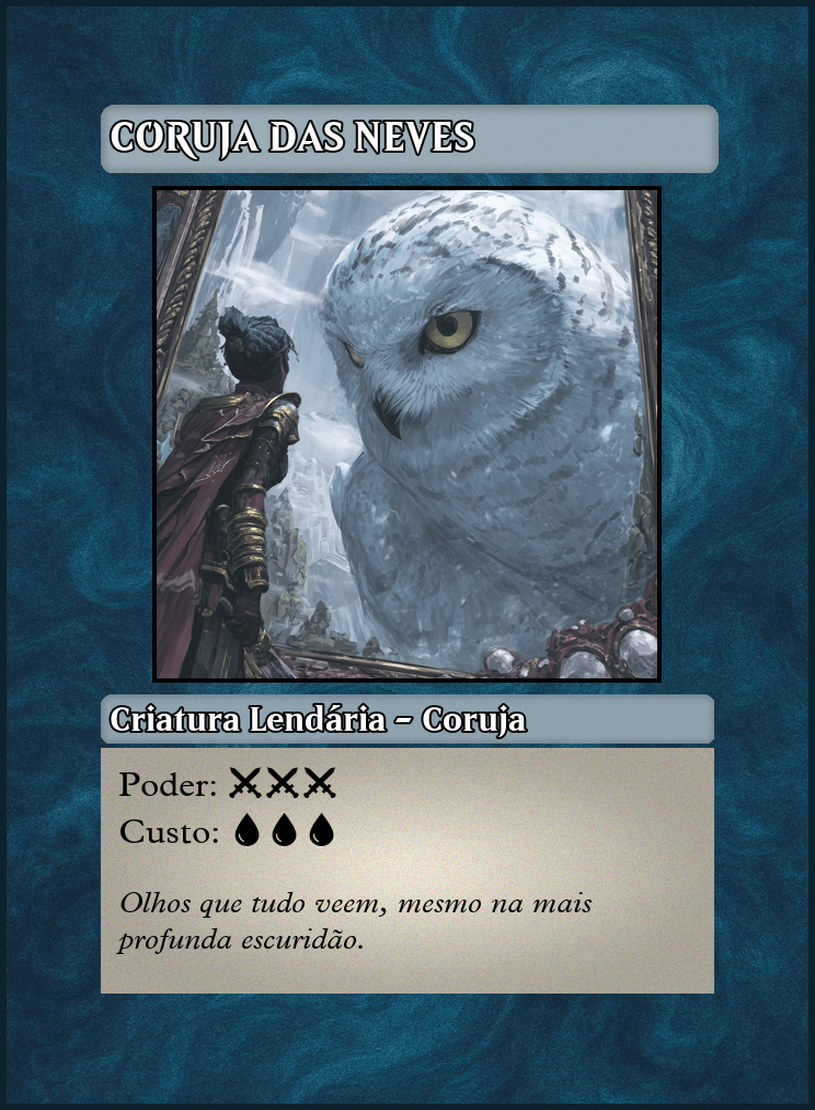 CORUJA DAS NEVES
Criatura Lendária – Coruja
Poder:
Custo:
Olhos que tudo veem, mesmo na mais
profunda escuridão.